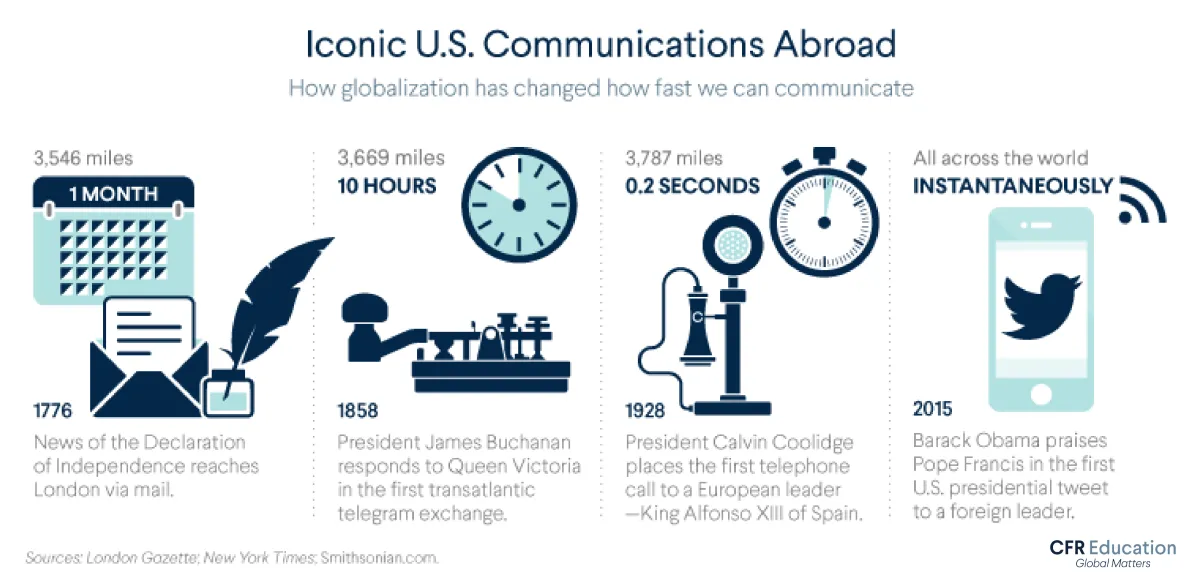 Iconic U.S. Communications Abroad
How globalization has changed how fast we can communicate
3,546 miles
1 MONTH
1776
News of the Declaration
of Independence reaches
London via mail.
3,669 miles
10 HOURS
1858
President James Buchanan
responds to Queen Victoria
in the first transatlantic
telegram exchange.
3,787 miles
0.2 SECONDS
1928
President Calvin Coolidge
places the first telephone
call to a European leader
—King Alfonso XIII of Spain.
All across the world
INSTANTANEOUSLY
2015
Barack Obama praises
Pope Francis in the first
U.S. presidential tweet
to a foreign leader.
Sources: London Gazette; New York Times; Smithsonian.com.
CFR Education
Global Matters